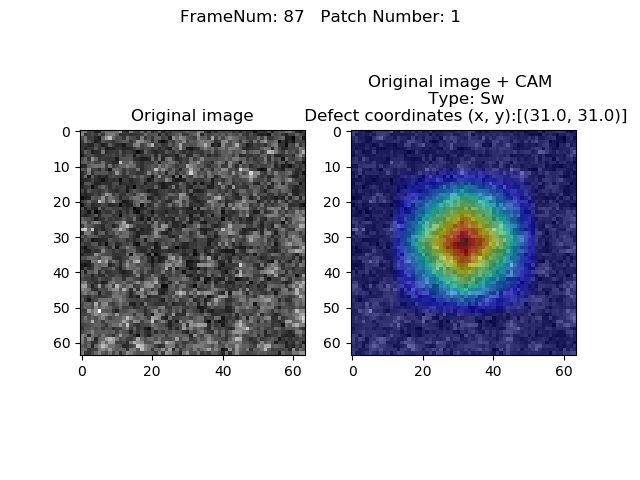 FrameNum: 87   Patch Number: 1
Original image
Original image + CAM
Type: Sw
Defect coordinates (x, y):[(31.0, 31.0)]
0
10
20
30
40
50
60
0 20 40 60
0
10
20
30
40
50
60
0 20 40 60